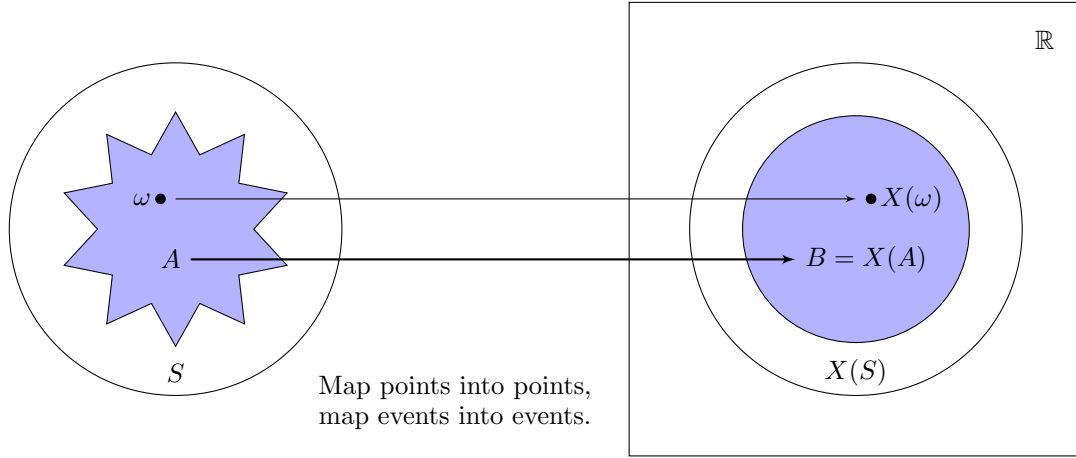 ℝ
ω
X(ω)
A
B = X(A)
S
X(S)
Map points into points,
map events into events.